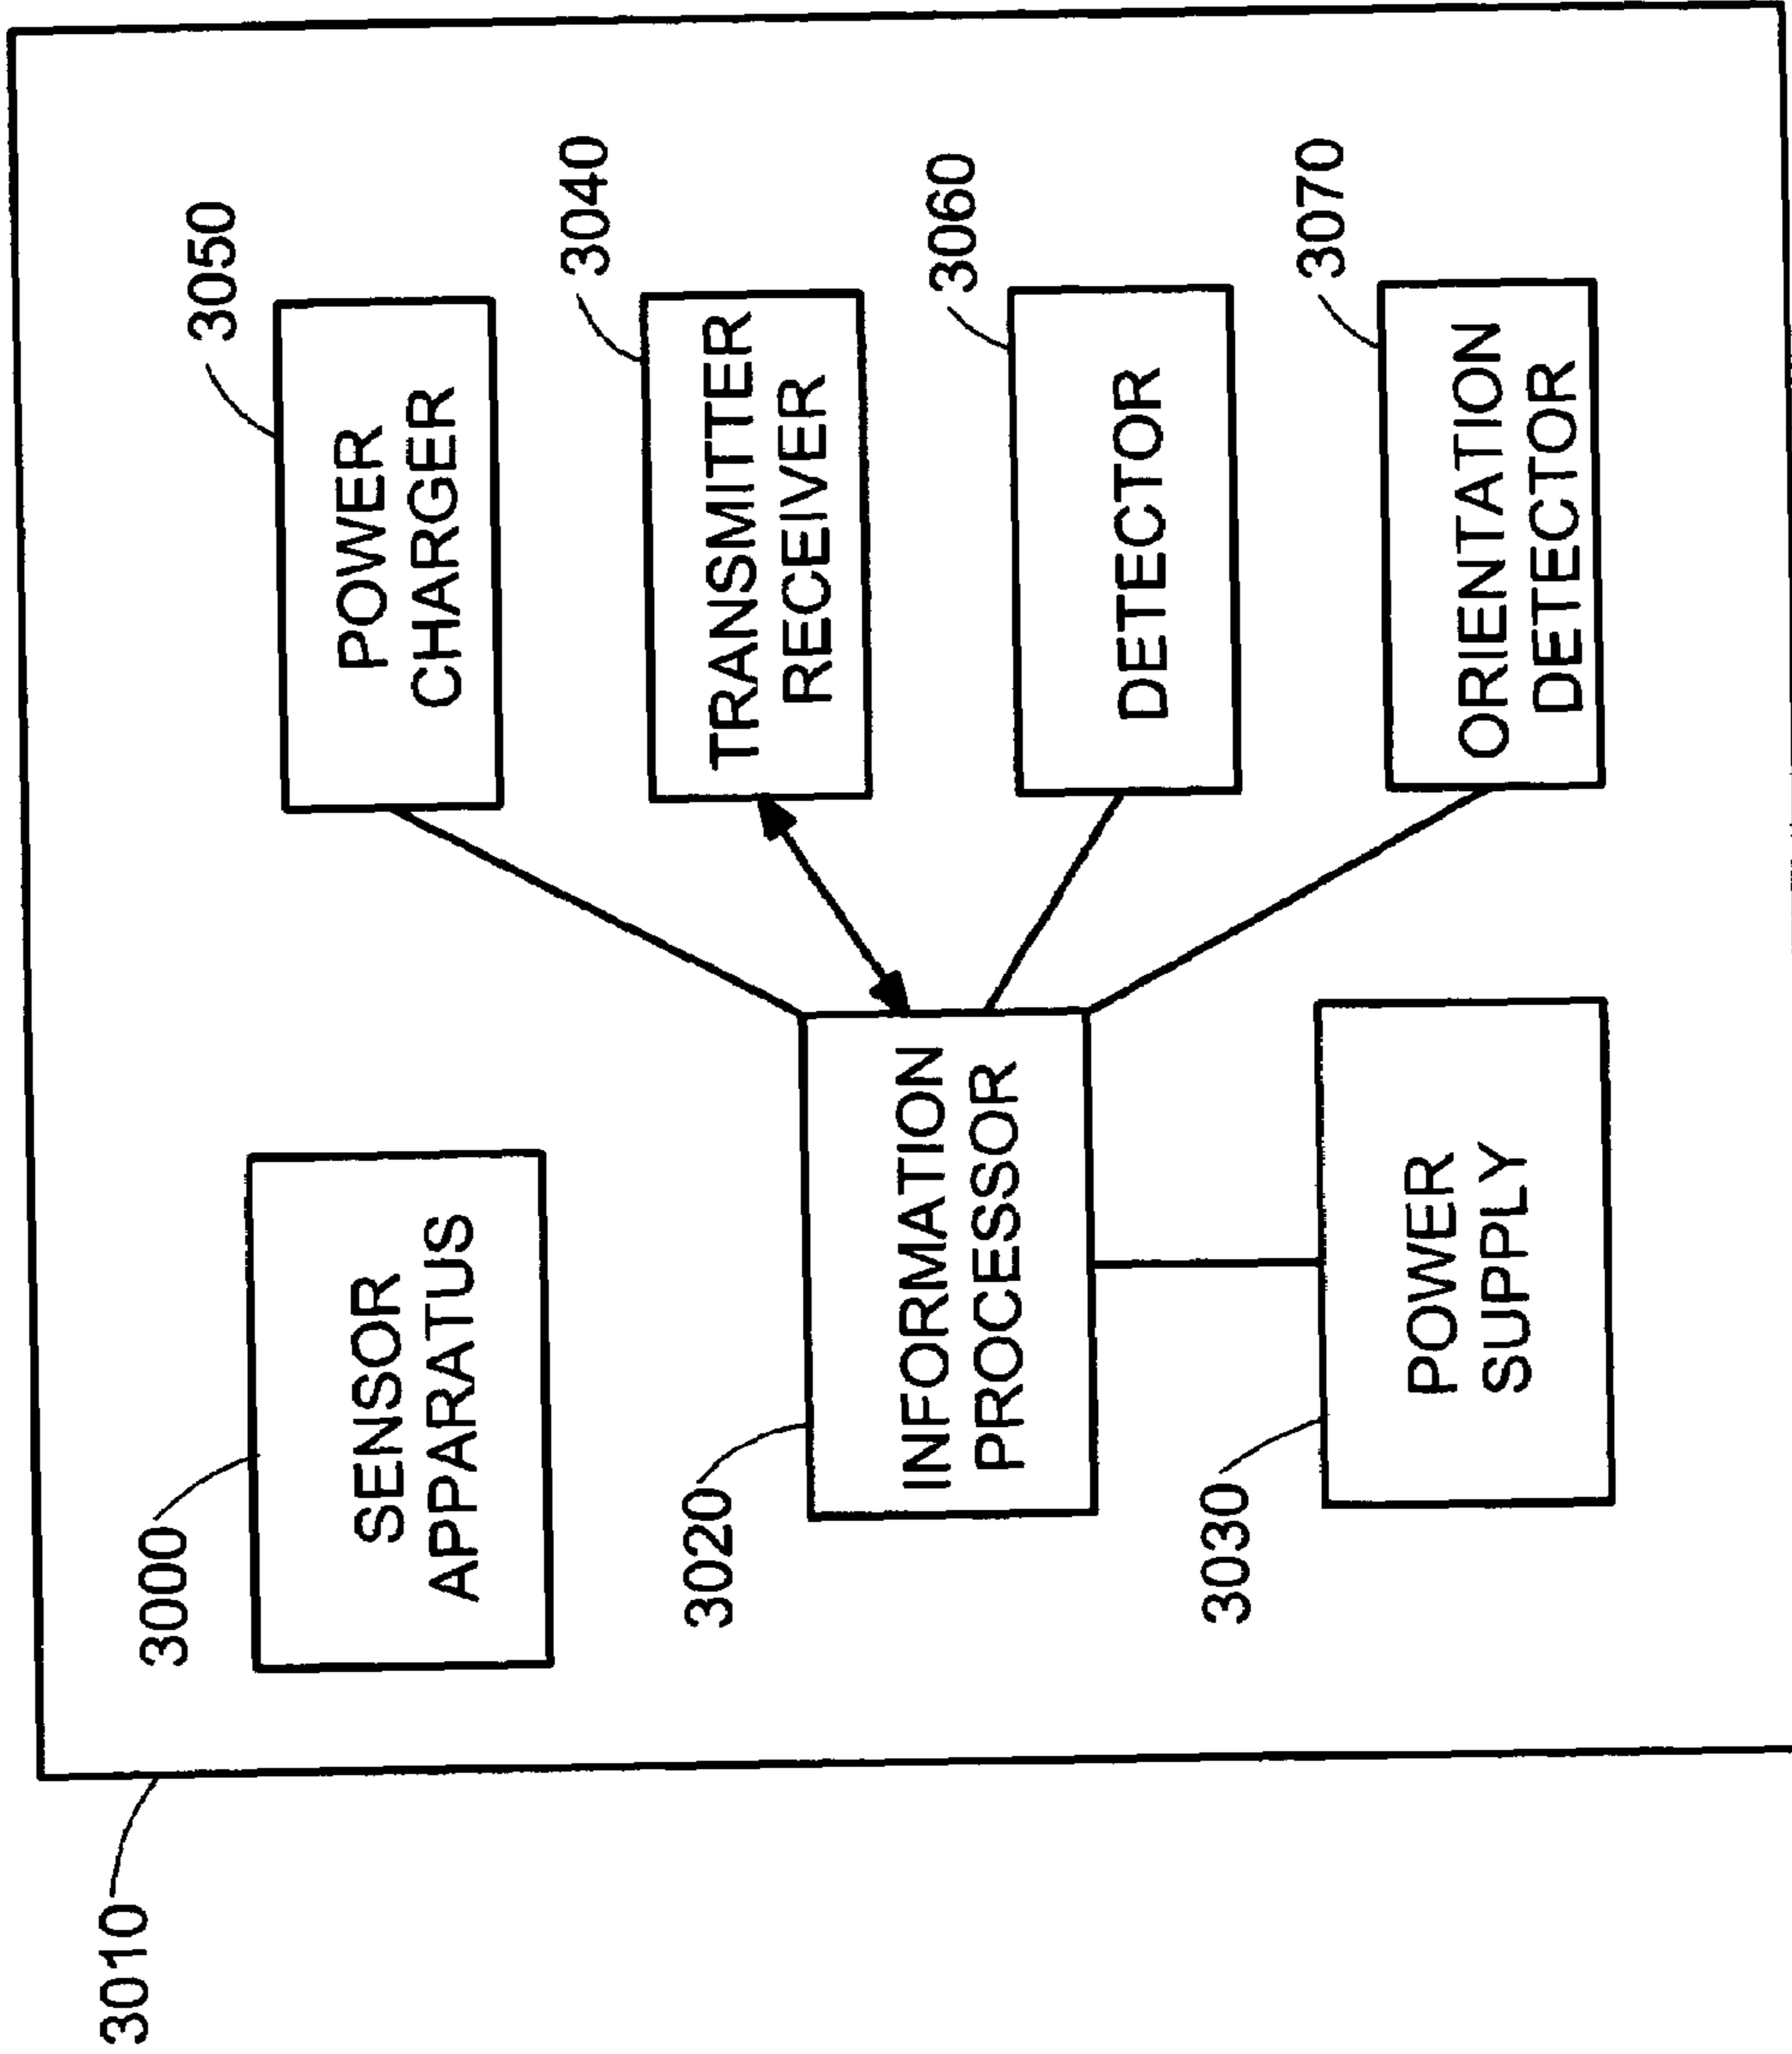 3010
3000
SENSOR
APPARATUS
3020
INFORMATION
PROCESSOR
3030
POWER
SUPPLY
3050
POWER
CHARGER
3040
TRANSMITTER
RECEIVER
3060
DETECTOR
3070
ORIENTATION
DETECTOR